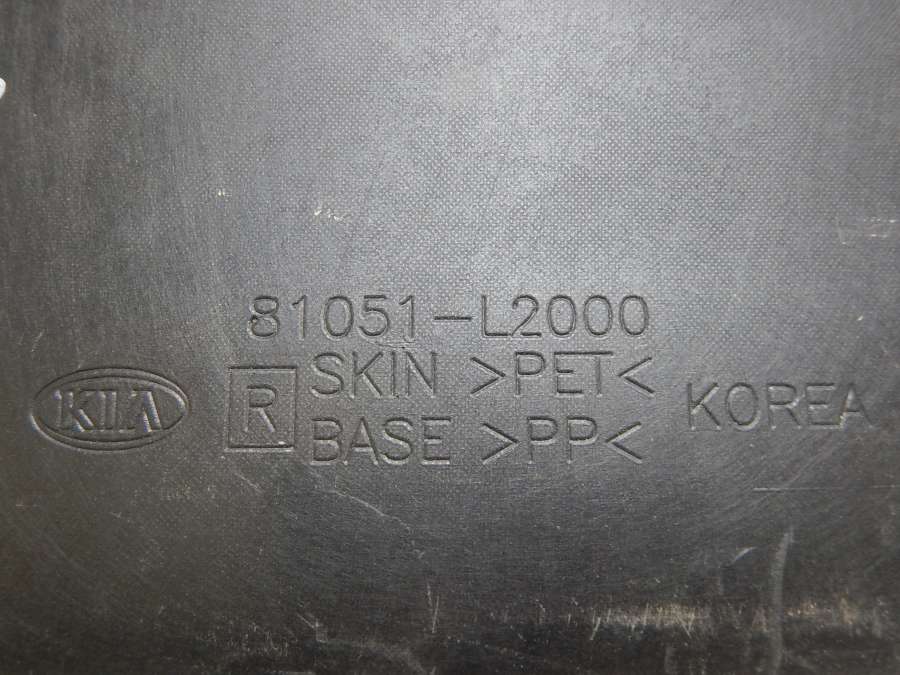 81051-L2000
SKIN >PET<
KIA R BASE >PP< KOREA